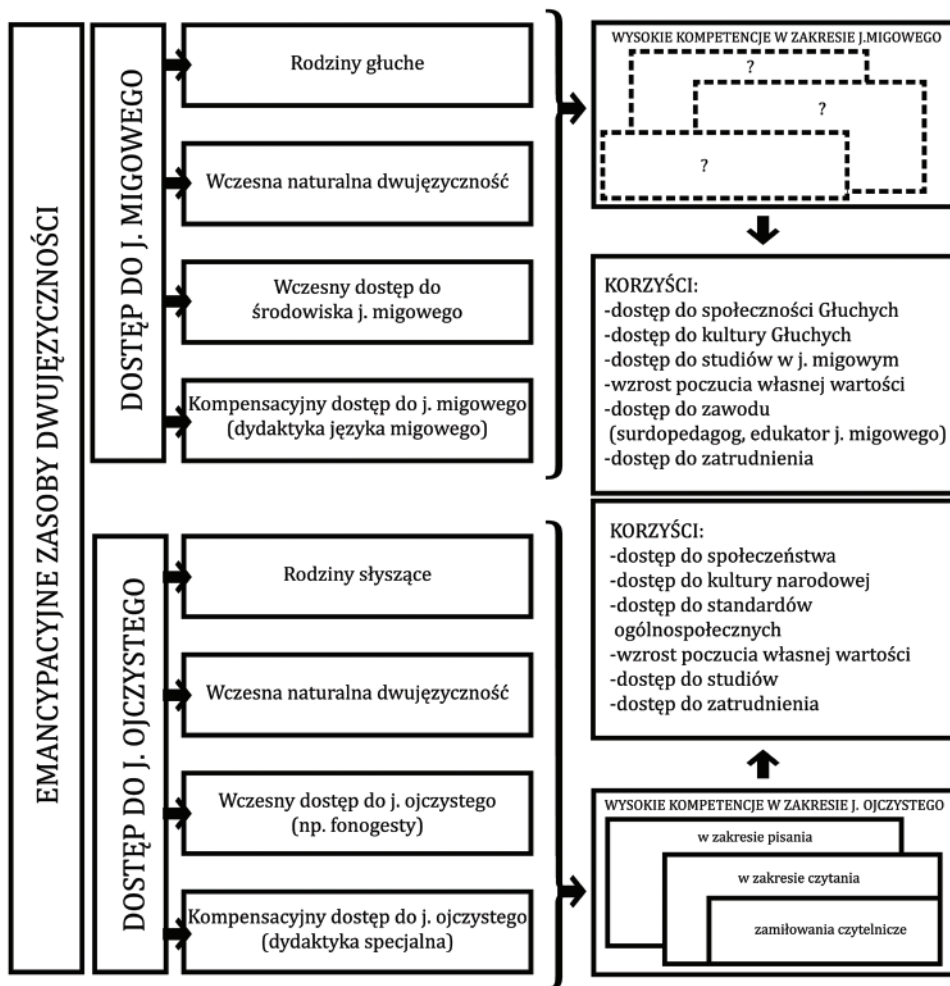 EMANCYPACYJNE ZASOBY DWUJĘZYCZNOŚCI
DOSTĘP DO J. MIGOWEGO
Rodziny głuche
Wczesna naturalna dwujęzyczność
Wczesny dostęp do
środowiska j. migowego
Kompensacyjny dostęp do j. migowego
(dydaktyka języka migowego)
WYSOKIE KOMPETENCJE W ZAKRESIE J.MIGOWEGO
?
?
?
KORZYŚCI:
-dostęp do społeczności Głuchych
-dostęp do kultury Głuchych
-dostęp do studiów w j. migowym
-wzrost poczucia własnej wartości
-dostęp do zawodu
(surdopedagog, edukator j. migowego)
-dostęp do zatrudnienia
DOSTĘP DO J. OJCZYSTEGO
Rodziny słyszące
Wczesna naturalna dwujęzyczność
Wczesny dostęp do j. ojczystego
(np. fonogesty)
Kompensacyjny dostęp do j. ojczystego
(dydaktyka specjalna)
KORZYŚCI:
-dostęp do społeczeństwa
-dostęp do kultury narodowej
-dostęp do standardów
ogólnospołecznych
-wzrost poczucia własnej wartości
-dostęp do studiów
-dostęp do zatrudnienia
WYSOKIE KOMPETENCJE W ZAKRESIE J. OJCZYSTEGO
w zakresie pisania
w zakresie czytania
zamiłowania czytelnicze